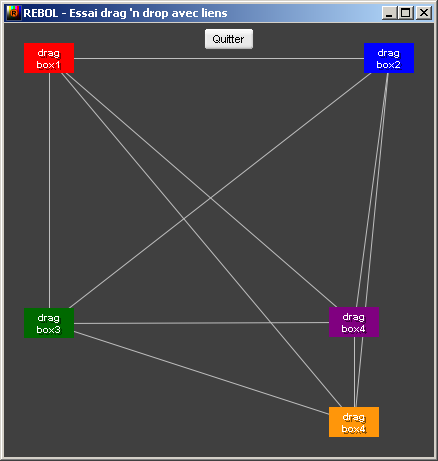 REBOL - Essai drag 'n drop avec liens
Quitter
drag
box1
drag
box2
drag
box3
drag
box4
drag
box4